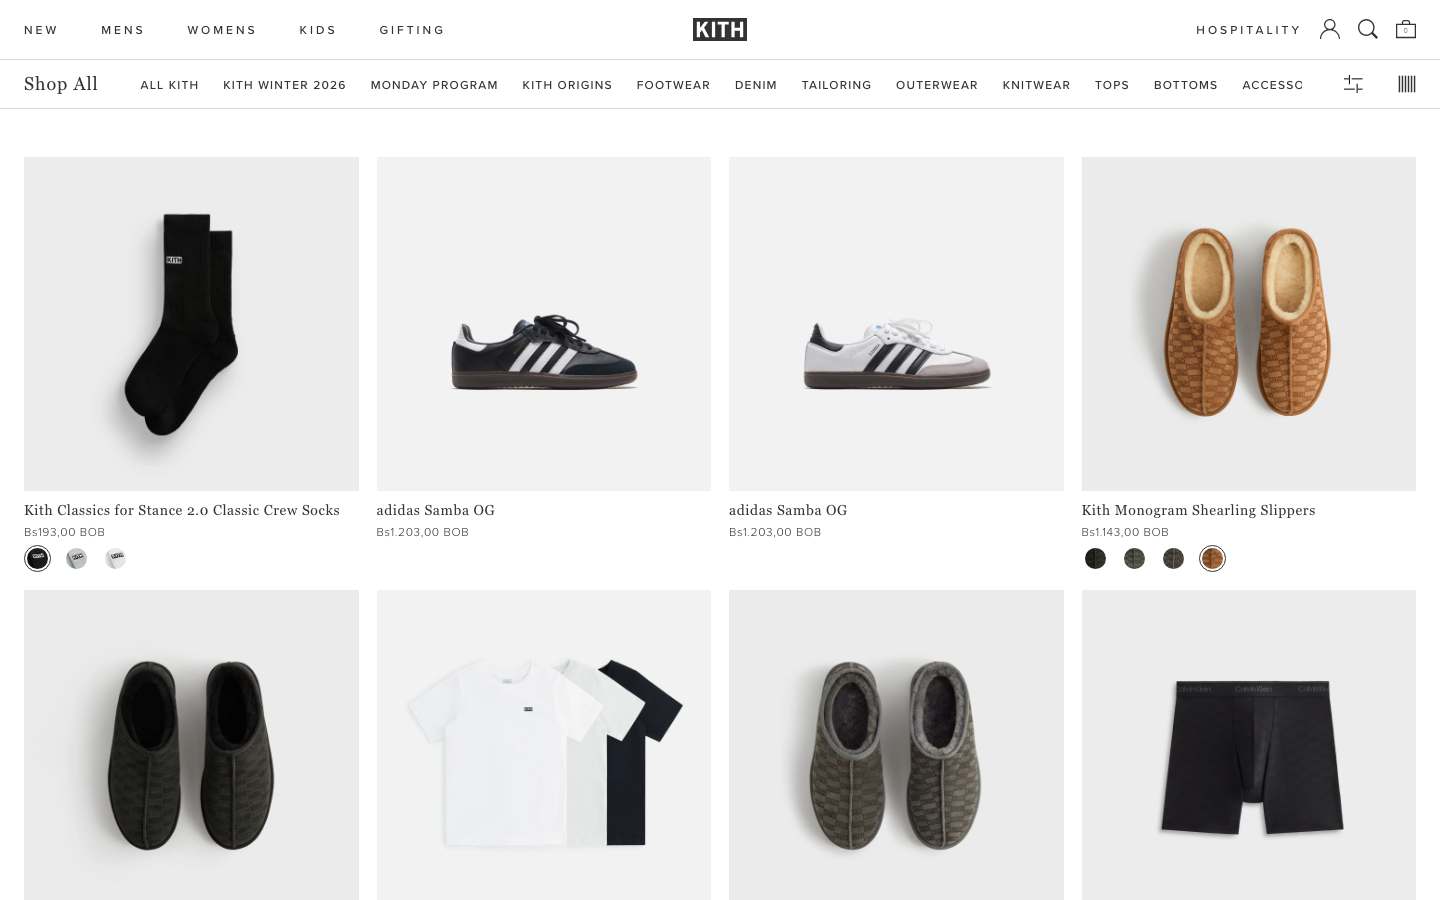 NEW MENS WOMENS KIDS GIFTING KITH HOSPITALITY 0
Shop All ALL KITH KITH WINTER 2026 MONDAY PROGRAM KITH ORIGINS FOOTWEAR DENIM TAILORING OUTERWEAR KNITWEAR TOPS BOTTOMS ACCESSO
KITH
Kith Classics for Stance 2.0 Classic Crew Socks
Bs193,00 BOB
adidas Samba OG
Bs1.203,00 BOB
adidas Samba OG
Bs1.203,00 BOB
Kith Monogram Shearling Slippers
Bs1.143,00 BOB
Calvin Klein